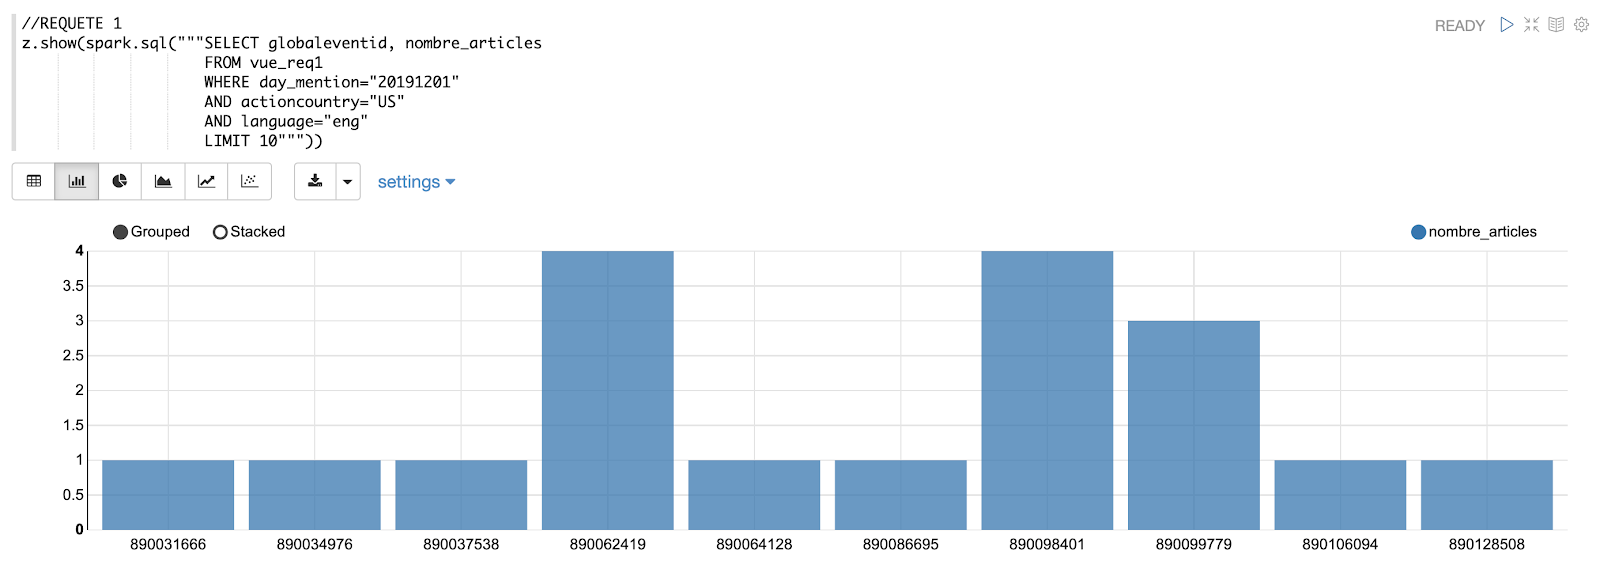 //REQUETE 1
z.show(spark.sql("""SELECT globaleventid, nombre_articles
FROM vue_req1
WHERE day_mention="20191201"
AND actioncountry="US"
AND language="eng"
LIMIT 10"""))
READY
settings
Grouped Stacked
nombre_articles
4
3.5
3
2.5
2
1.5
1
0.5
0
890031666 890034976 890037538 890062419 890064128 890086695 890098401 890099779 890106094 890128508